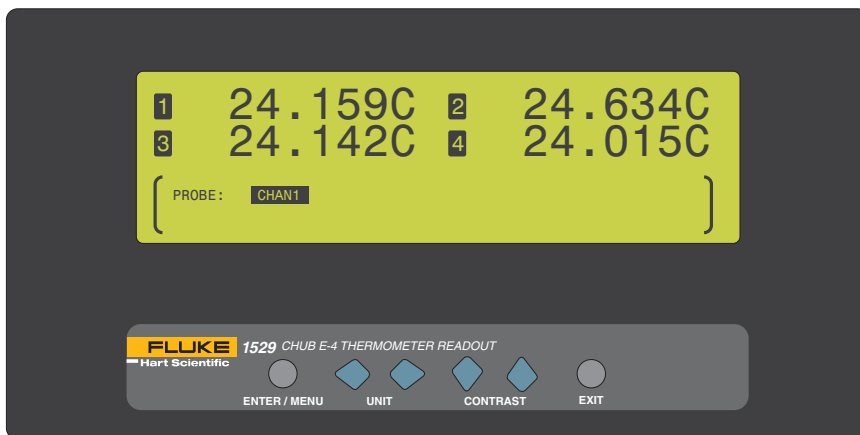 1 24.159C 2 24.634C
3 24.142C 4 24.015C
PROBE: CHAN1
FLUKE 1529 CHUB E-4 THERMOMETER READOUT
Hart Scientific
ENTER / MENU UNIT CONTRAST EXIT